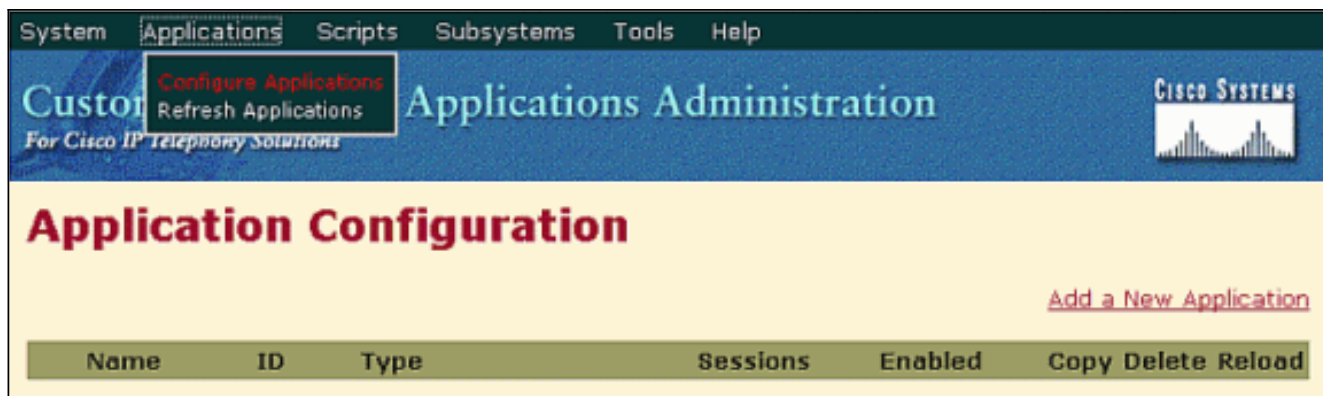 System Applications Scripts Subsystems Tools Help
Configure Applications
Refresh Applications
Applications Administration
For Cisco IP Telephony Solutions
CISCO SYSTEMS
Application Configuration
Add a New Application
Name ID Type Sessions Enabled Copy Delete Reload